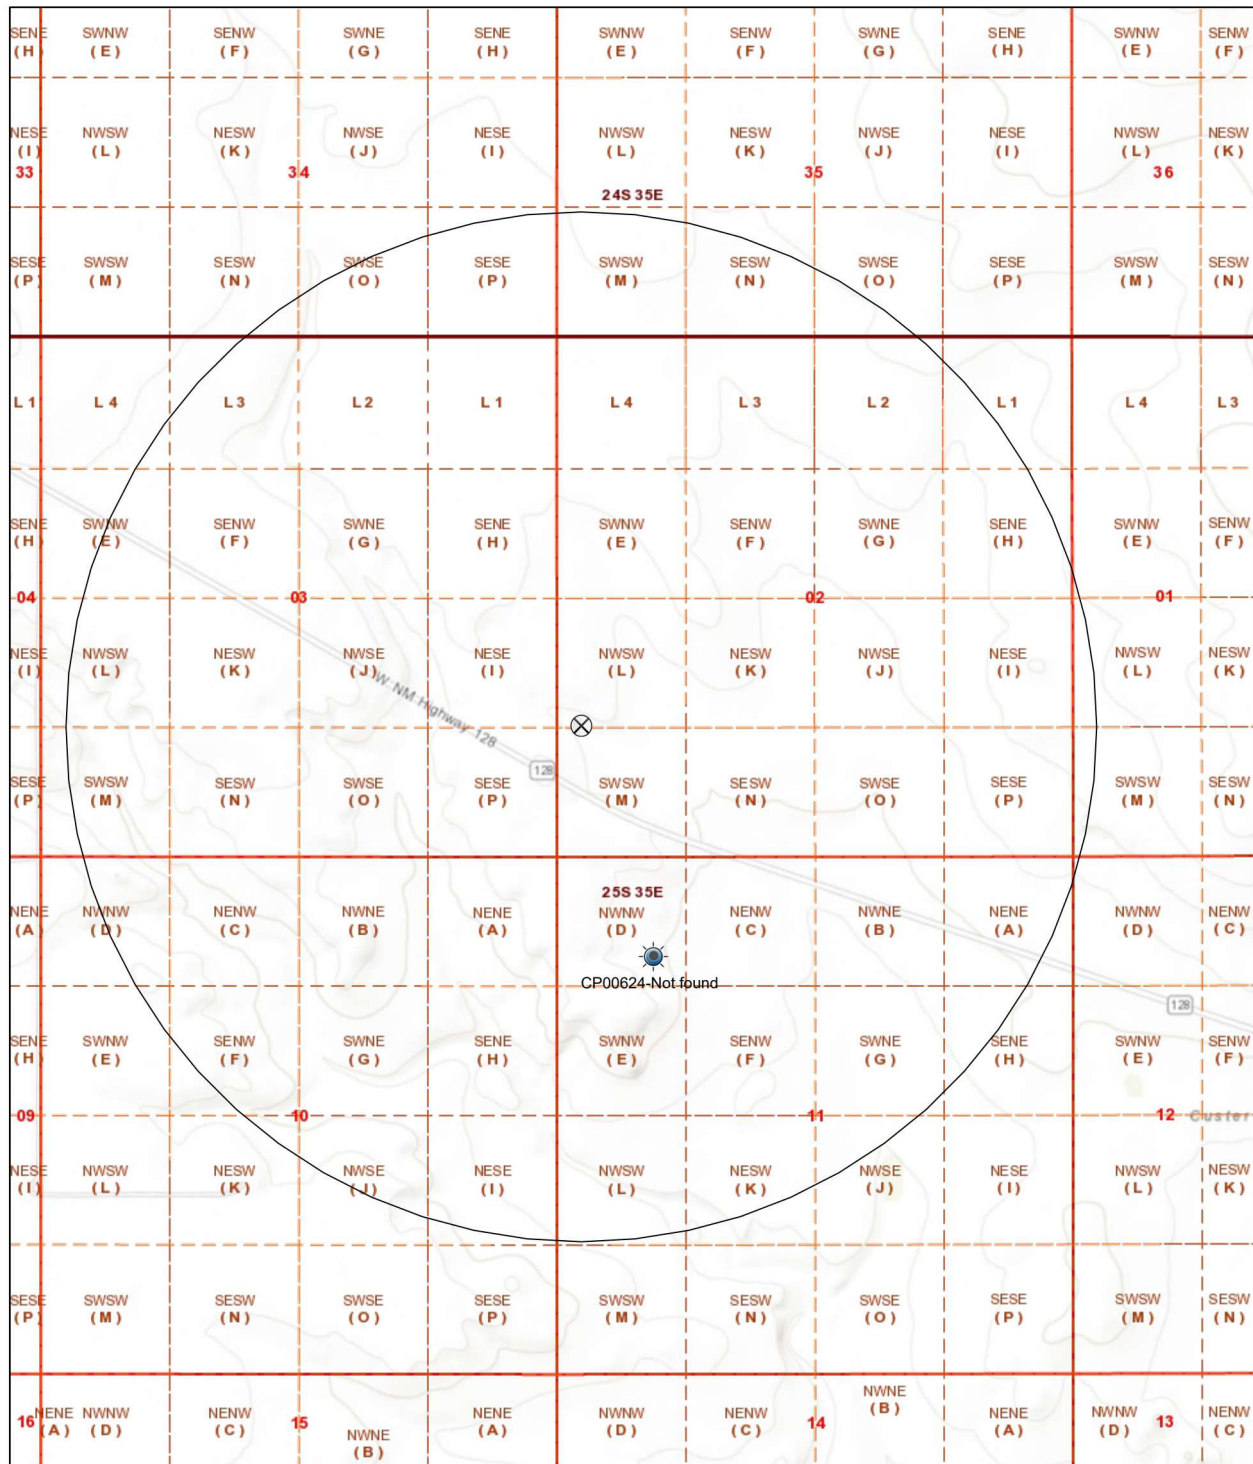 SENE SWNW SENW SWNE SENE SWNW SENW SWNE SENE SWNW SENW
(H) (E) (F) (G) (H) (E) (F) (G) (H) (E) (F)
NESE NWSW NESW NWSE NESE NWSW NESW NWSE NESE NWSW NESW
(I) (L) (K) (J) (I) (L) (K) (J) (I) (L) (K)
33 34 35 36
24S 35E
SESE SWSW SESW SWSE SESE SWSW SESW SWSE SESE SWSW SESW
(P) (M) (N) (O) (P) (M) (N) (O) (P) (M) (N)
L 1 L 4 L 3 L 2 L 1 L 4 L 3 L 2 L 1 L 4 L 3
SENE SWNW SENW SWNE SENE SWNW SENW SWNE SENE SWNW SENW
(H) (E) (F) (G) (H) (E) (F) (G) (H) (E) (F)
04 03 02 01
NESE NWSW NESW NWSE NESE NWSW NESW NWSE NESE NWSW NESW
(I) (L) (K) (J) (I) (L) (K) (J) (I) (L) (K)
W NM Highway 128
128
SESE SWSW SESW SWSE SESE SWSW SESW SWSE SESE SWSW SESW
(P) (M) (N) (O) (P) (M) (N) (O) (P) (M) (N)
25S 35E
NENE NWNW NENW NWNE NENE NWNW NENW NWNE NENE NWNW NENW
(A) (D) (C) (B) (A) (D) (C) (B) (A) (D) (C)
CP00624-Not found
128
SENE SWNW SENW SWNE SENE SWNW SENW SWNE SENE SWNW SENW
(H) (E) (F) (G) (H) (E) (F) (G) (H) (E) (F)
09 10 11 12 Custer
NESE NWSW NESW NWSE NESE NWSW NESW NWSE NESE NWSW NESW
(I) (L) (K) (J) (I) (L) (K) (J) (I) (L) (K)
SESE SWSW SESW SWSE SESE SWSW SESW SWSE SESE SWSW SESW
(P) (M) (N) (O) (P) (M) (N) (O) (P) (M) (N)
16 NENE NWNW NENW 15 NWNE NENE NWNW NENW 14 NWNE NENE NWNW 13 NENW
(A) (D) (C) (B) (A) (D) (C) (B) (A) (D) (C)